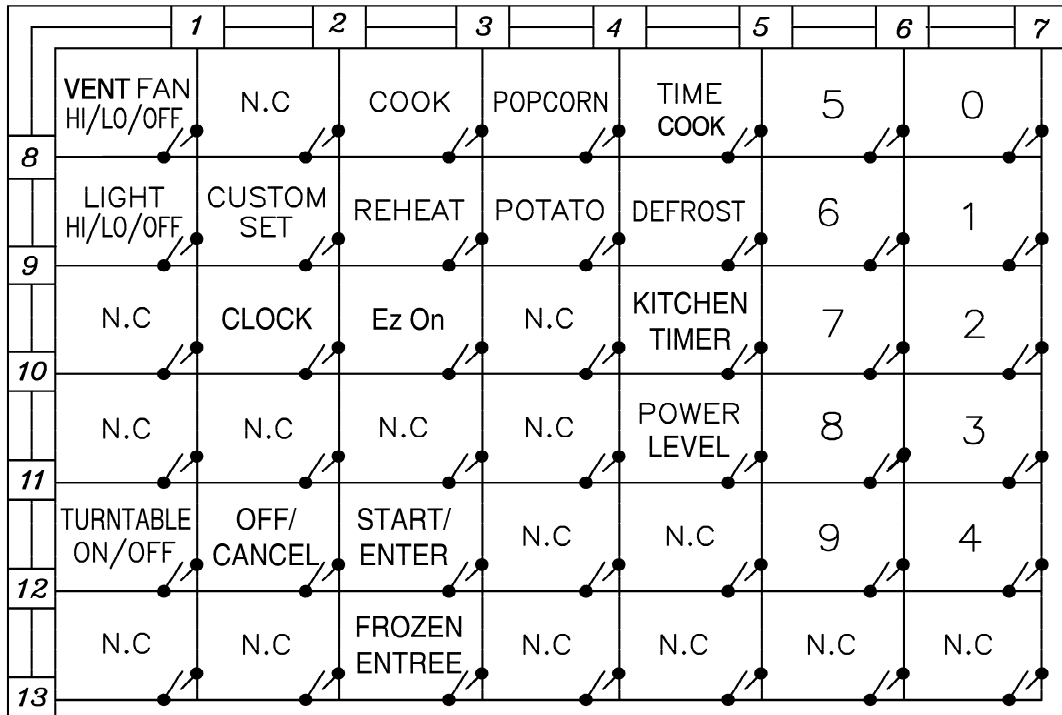 1 2 3 4 5 6 7
VENT FAN
HI/LO/OFF
N.C
COOK
POPCORN
TIME
COOK
5
0
8
LIGHT
HI/LO/OFF
CUSTOM
SET
REHEAT
POTATO
DEFROST
6
1
9
N.C
CLOCK
Ez On
N.C
KITCHEN
TIMER
7
2
10
N.C
N.C
N.C
N.C
POWER
LEVEL
8
3
11
TURNTABLE
ON/OFF
OFF/
CANCEL
START/
ENTER
N.C
N.C
9
4
12
N.C
N.C
FROZEN
ENTREE
N.C
N.C
N.C
N.C
13